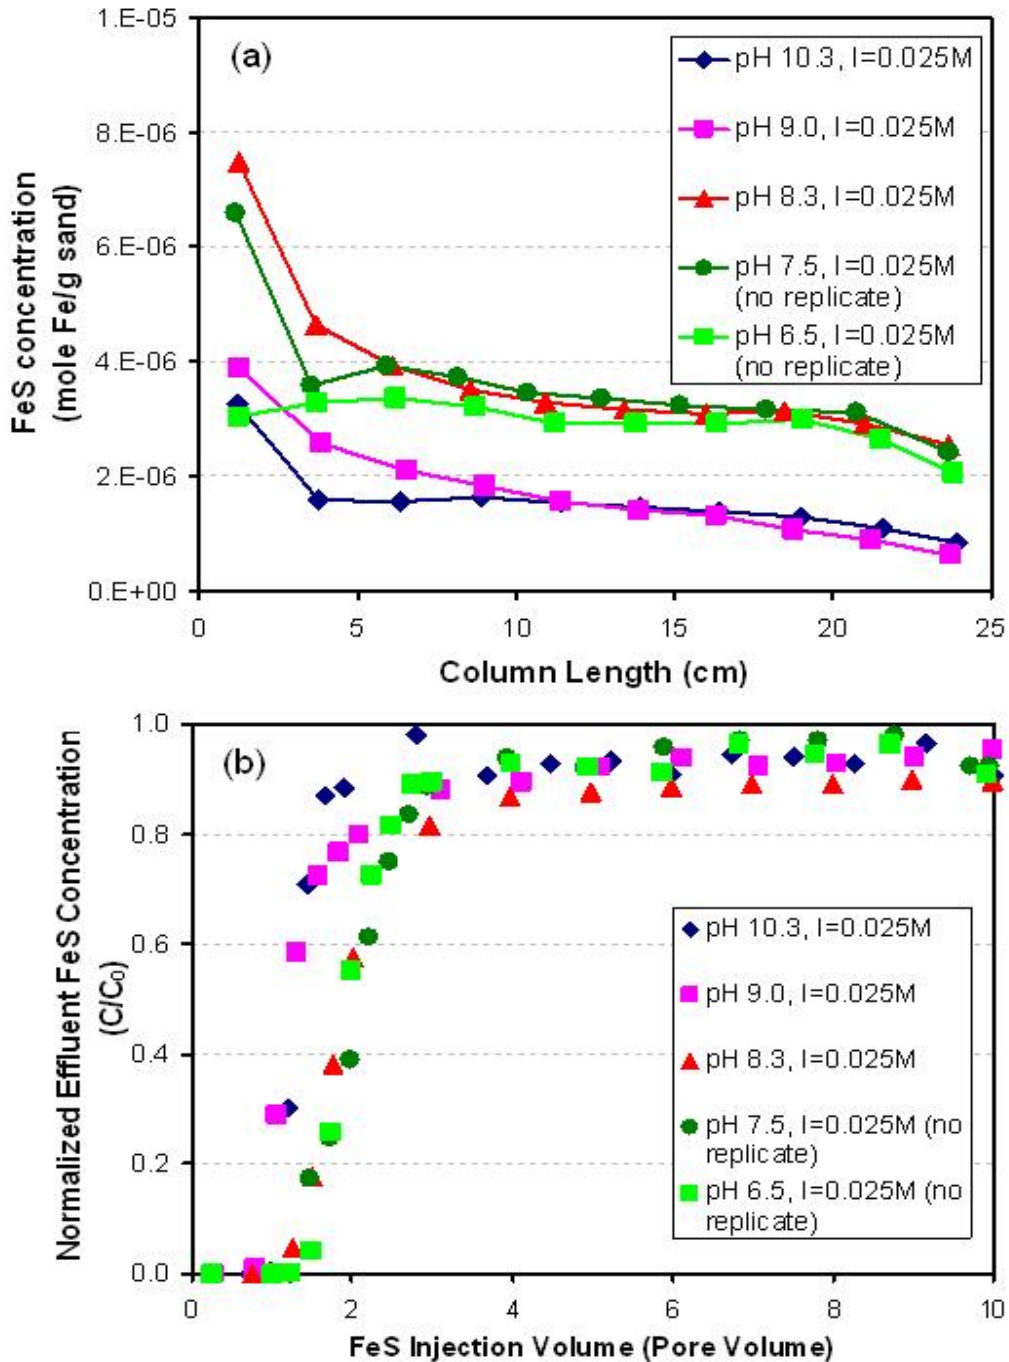 1.E-05
8.E-06
6.E-06
4.E-06
2.E-06
0.E+00
FeS concentration
(mole Fe/g sand)
(a)
pH 10.3, I=0.025M
pH 9.0, I=0.025M
pH 8.3, I=0.025M
pH 7.5, I=0.025M
(no replicate)
pH 6.5, I=0.025M
(no replicate)
0 5 10 15 20 25
Column Length (cm)
1.0
0.8
0.6
0.4
0.2
0.0
Normalized Effluent FeS Concentration
(C/C₀)
(b)
pH 10.3, I=0.025M
pH 9.0, I=0.025M
pH 8.3, I=0.025M
pH 7.5, I=0.025M (no
replicate)
pH 6.5, I=0.025M (no
replicate)
0 2 4 6 8 10
FeS Injection Volume (Pore Volume)